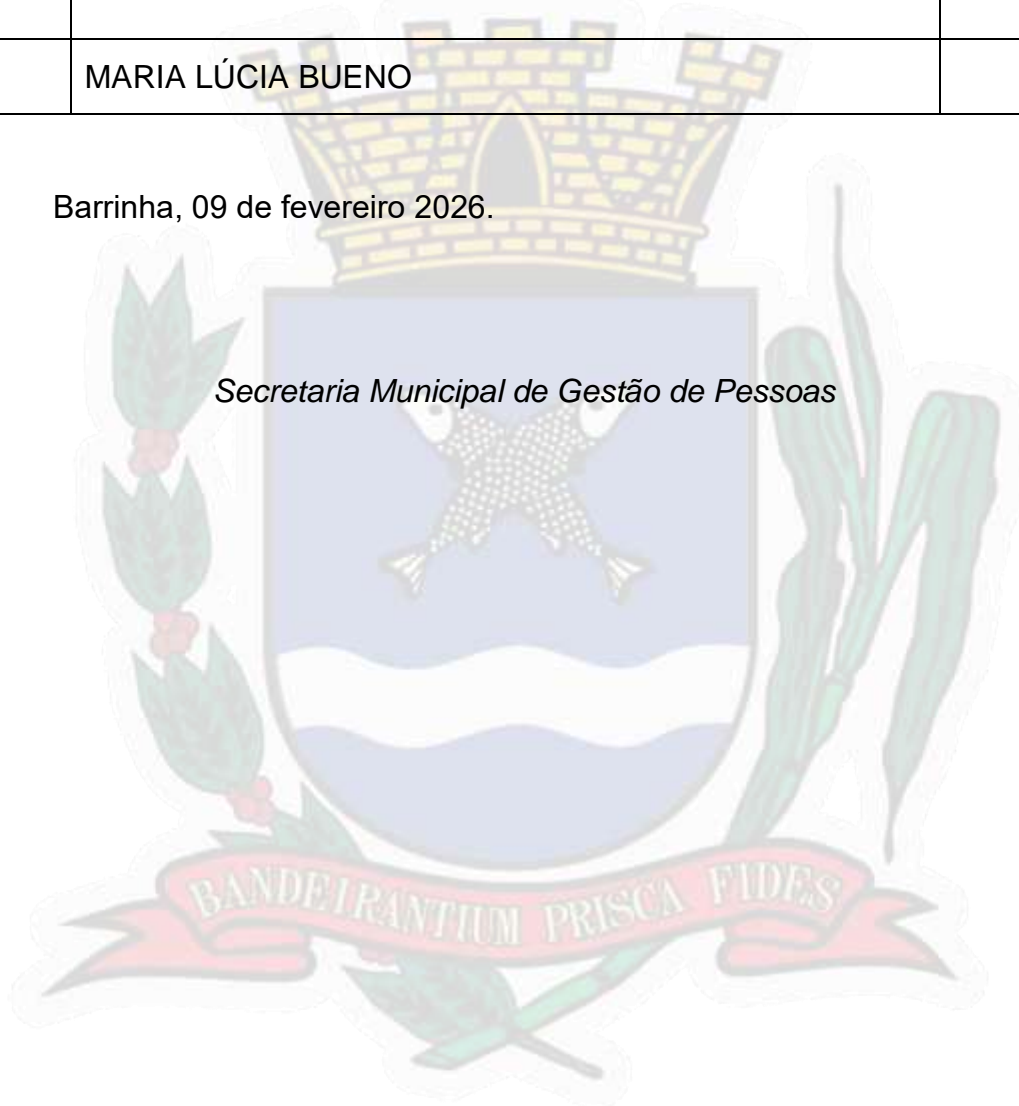 MARIA LÚCIA BUENO
Barrinha, 09 de fevereiro 2026.
Secretaria Municipal de Gestão de Pessoas
BANDEIRANTIUM PRISCA FIDES